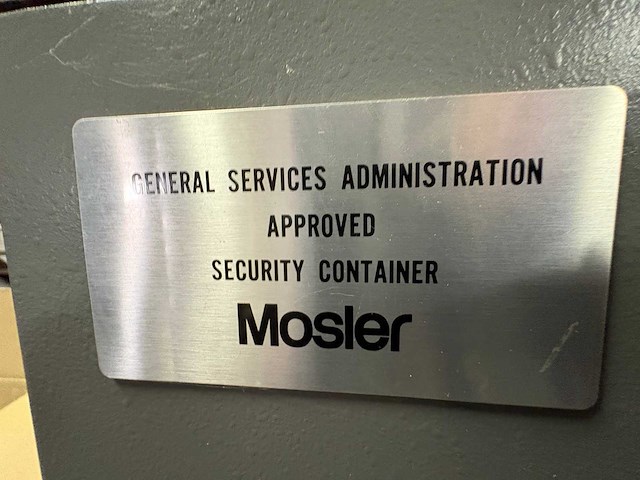 GENERAL SERVICES ADMINISTRATION
APPROVED
SECURITY CONTAINER
Mosler